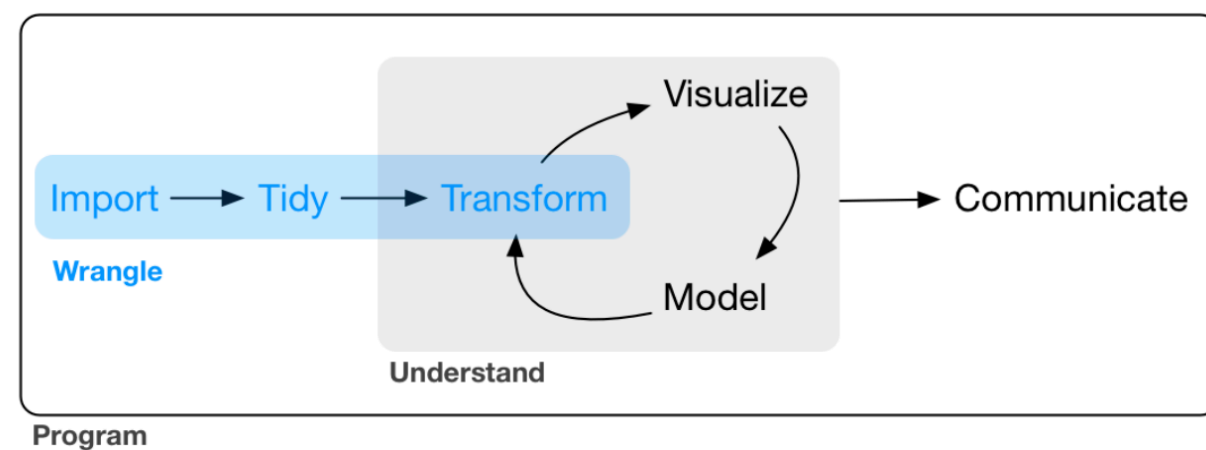 Visualize
Import
Tidy
Transform
Communicate
Wrangle
Model
Understand
Program